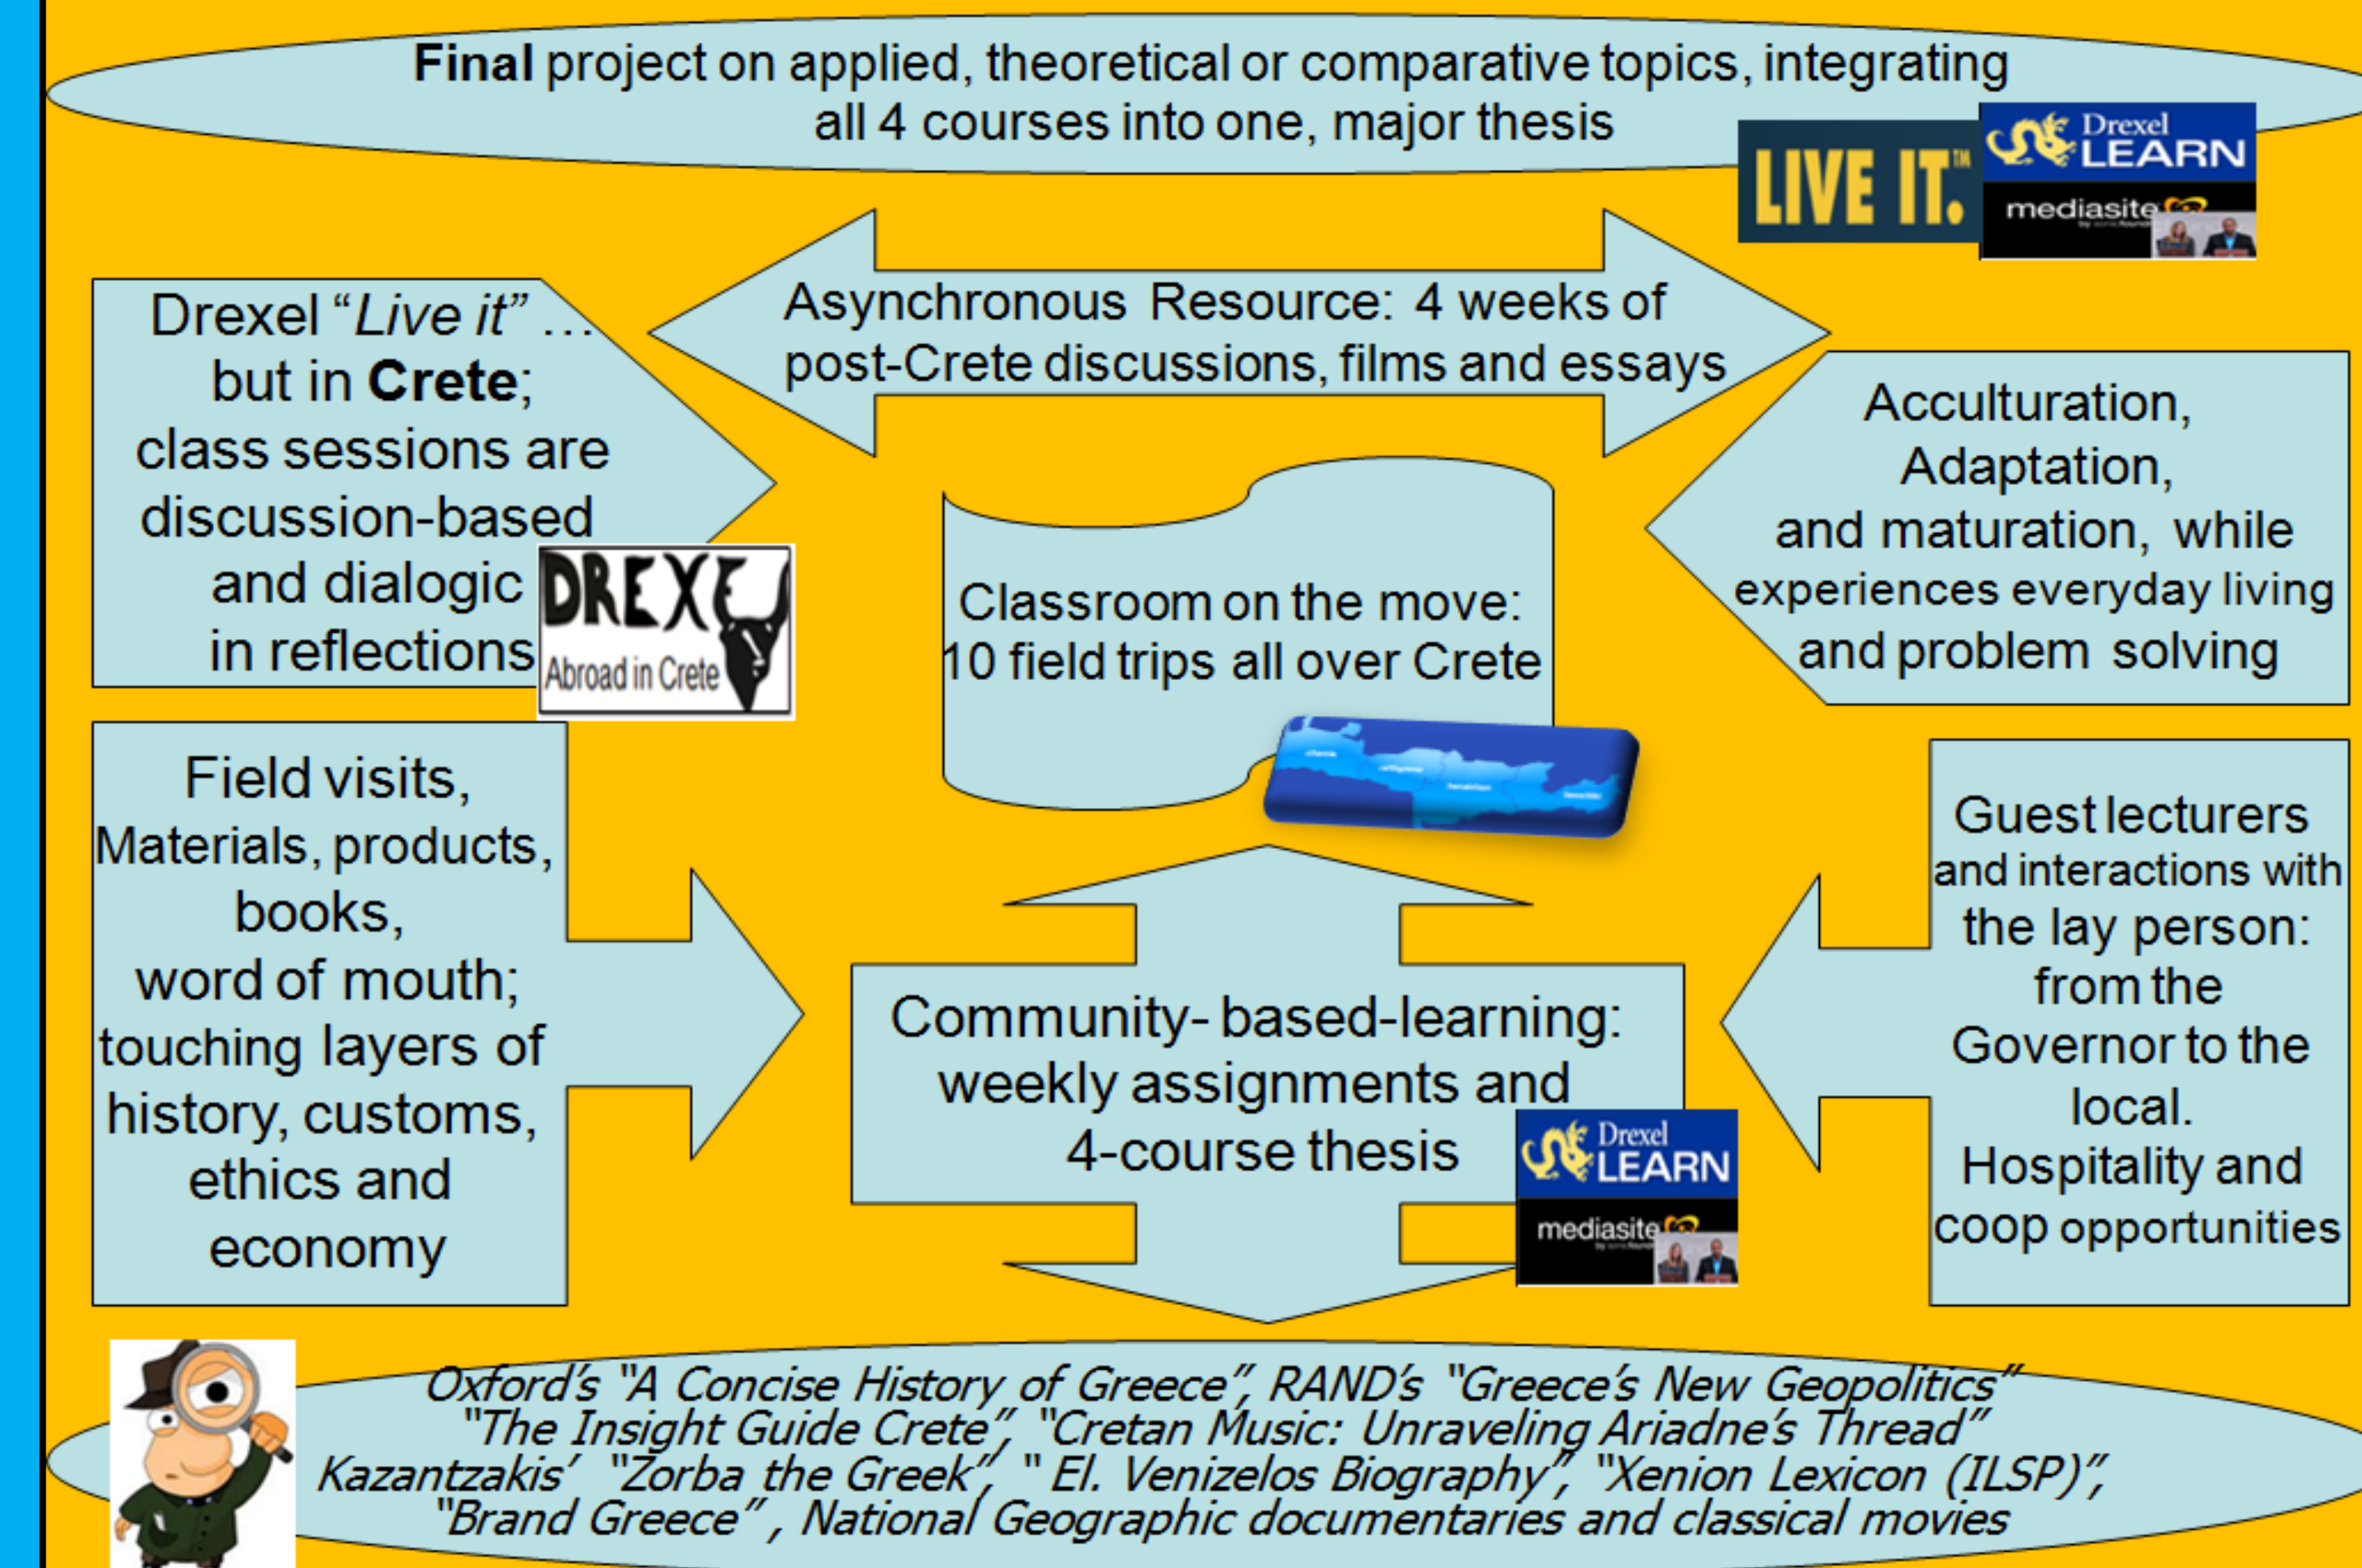 Final project on applied, theoretical or comparative topics, integrating
all 4 courses into one, major thesis
LIVE IT.™
Drexel
LEARN
mediasite
Asynchronous Resource: 4 weeks of
post-Crete discussions, films and essays
Drexel “Live it” …
but in Crete;
class sessions are
discussion-based
and dialogic
in reflections
DREXEL
Abroad in Crete
Acculturation,
Adaptation,
and maturation, while
experiences everyday living
and problem solving
Classroom on the move:
10 field trips all over Crete
Field visits,
Materials, products,
books,
word of mouth;
touching layers of
history, customs,
ethics and
economy
Community- based-learning:
weekly assignments and
4-course thesis
Drexel
LEARN
mediasite
Guest lecturers
and interactions with
the lay person:
from the
Governor to the
local.
Hospitality and
coop opportunities
Oxford’s “A Concise History of Greece”, RAND’s “Greece’s New Geopolitics”
“The Insight Guide Crete”, “Cretan Music: Unraveling Ariadne’s Thread”
Kazantzakis’ “Zorba the Greek”, “ El. Venizelos Biography”, “Xenion Lexicon (ILSP)”,
“Brand Greece” , National Geographic documentaries and classical movies